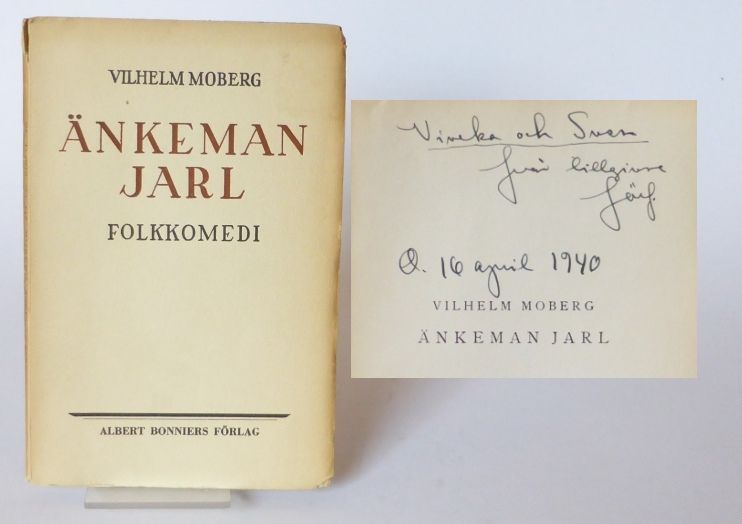 VILHELM MOBERG
ÄNKEMAN
JARL
FOLKKOMEDI
ALBERT BONNIERS FÖRLAG
Viveka och Sven
från
d. 16 april 1940
VILHELM MOBERG
ÄNKEMAN JARL